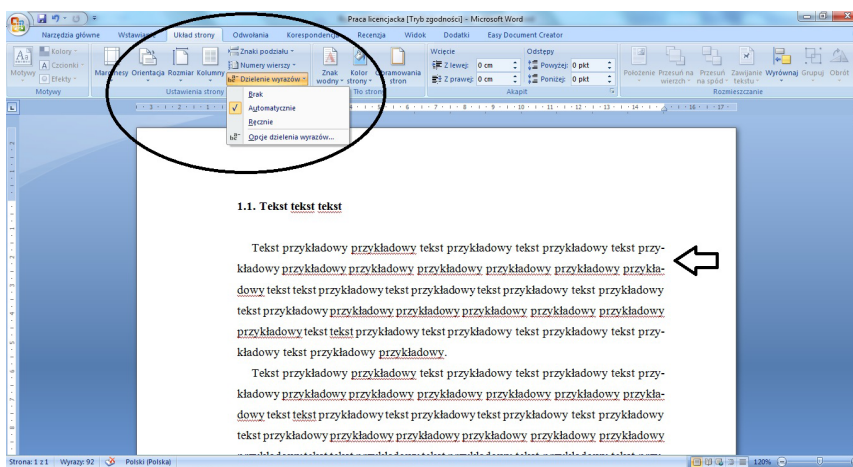 Praca licencjacka [Tryb zgodności] - Microsoft Word
Narzędzia główne Wstawianie Układ strony Odwołania Korespondencja Recenzja Widok Dodatki Easy Document Creator
Kolory Znaki podziału Wcięcie Odstępy
Czcionki Numery wierszy Z lewej: 0 cm Powyżej: 0 pkt
Efekty Dzielenie wyrazów Z prawej: 0 cm Poniżej: 0 pkt
Motywy Marginesy Orientacja Rozmiar Kolumny Znak wodny Kolor strony Obramowania stron Położenie Przesuń na wierzch Przesuń na spód Zawijanie tekstu Wyrównaj Grupuj Obróć
Motywy Ustawienia strony Tło strony Akapit Rozmieszczanie
Brak
Automatycznie
Ręcznie
Opcje dzielenia wyrazów...
1.1. Tekst tekst tekst
Tekst przykładowy przykładowy tekst przykładowy tekst przykładowy tekst przy-
kładowy przykładowy przykładowy przykładowy przykładowy przykładowy przykła-
dowy tekst tekst przykładowy tekst przykładowy tekst przykładowy tekst przykładowy
tekst przykładowy przykładowy przykładowy przykładowy przykładowy przykładowy
przykładowy tekst tekst przykładowy tekst przykładowy tekst przykładowy tekst przy-
kładowy tekst przykładowy przykładowy.
Tekst przykładowy przykładowy tekst przykładowy tekst przykładowy tekst przy-
kładowy przykładowy przykładowy przykładowy przykładowy przykładowy przykła-
dowy tekst tekst przykładowy tekst przykładowy tekst przykładowy tekst przykładowy
tekst przykładowy przykładowy przykładowy przykładowy przykładowy przykładowy
Strona: 1 z 1 Wyrazy: 92 Polski (Polska) 120%